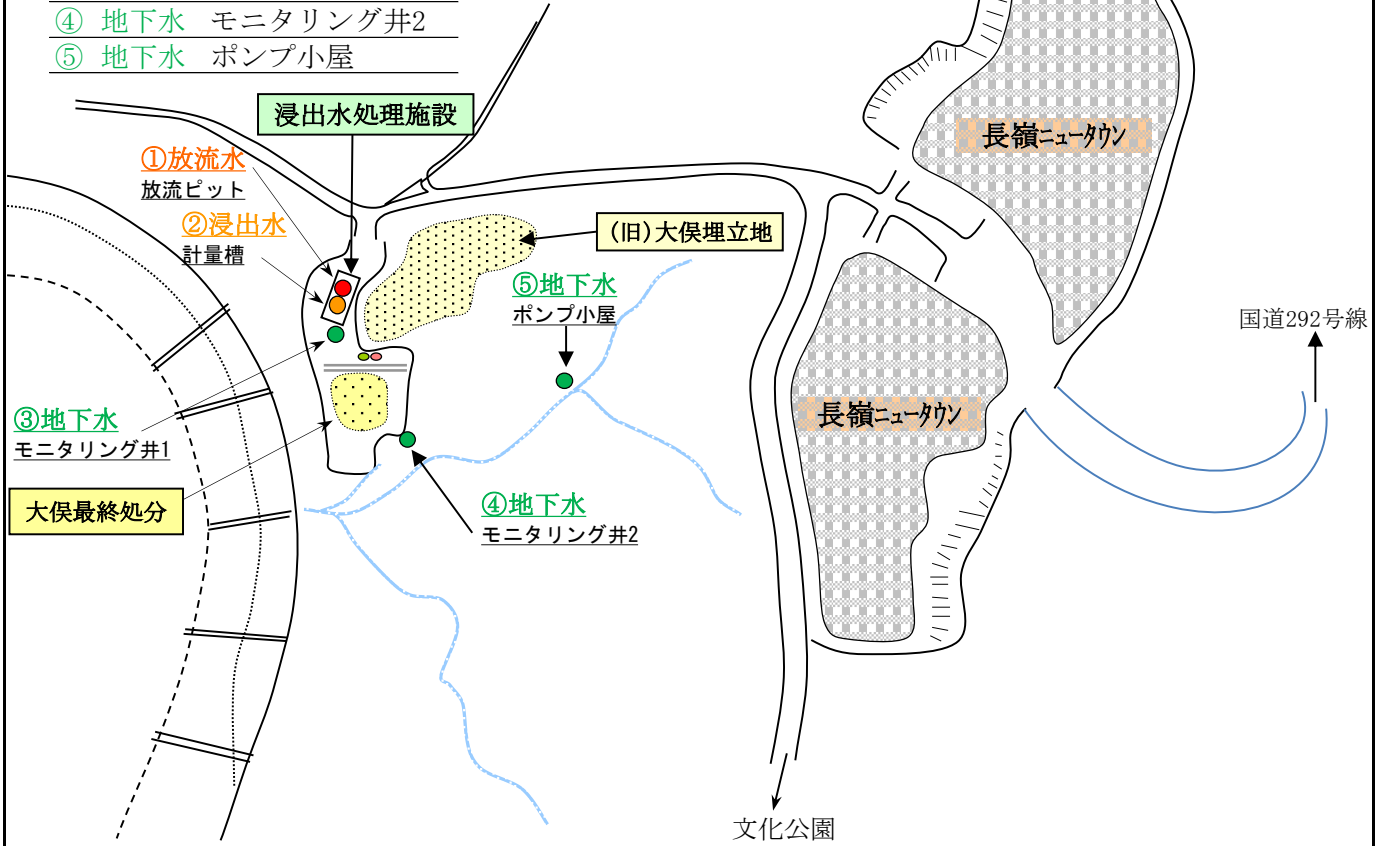 ④ 地下水 モニタリング井2
⑤ 地下水 ポンプ小屋
浸出水処理施設
長嶺ニュータウン
①放流水
放流ピット
②浸出水
計量槽
(旧)大俣埋立地
⑤地下水
ポンプ小屋
国道292号線
③地下水
モニタリング井1
長嶺ニュータウン
大俣最終処分
④地下水
モニタリング井2
文化公園